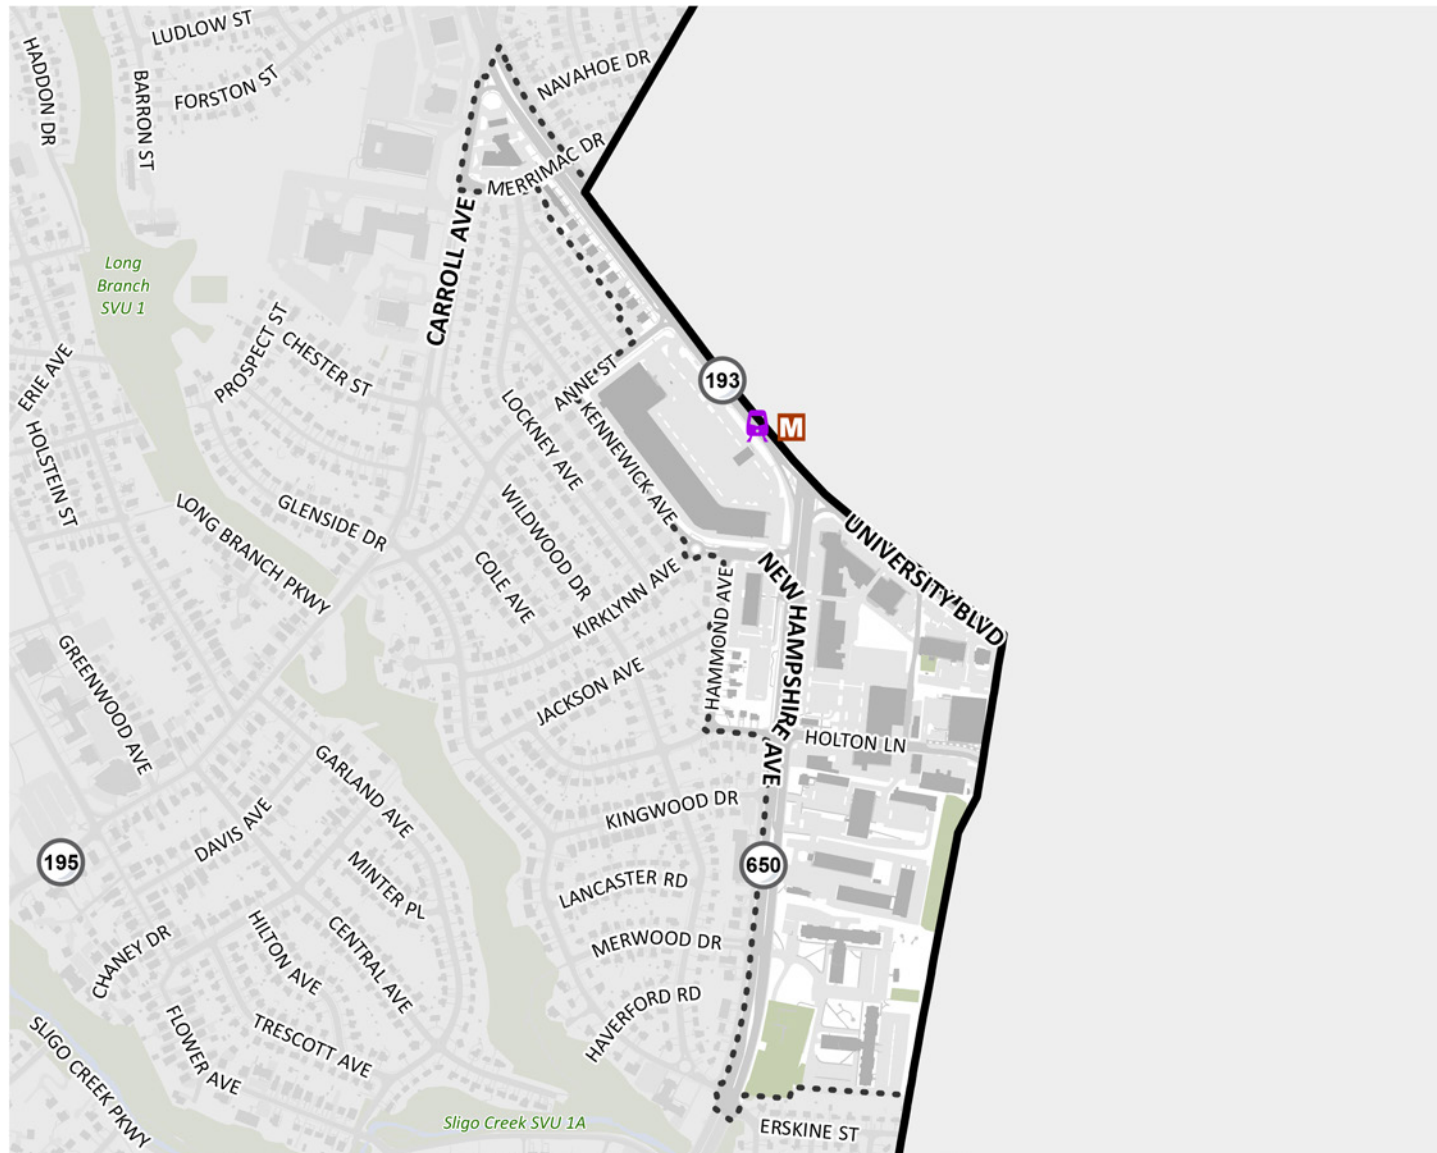 LUDLOW ST
HADDON DR
BARRON ST
FORSTON ST
NAVAHOE DR
MERRIMAC DR
CARROLL AVE
Long
Branch
SVU 1
PROSPECT ST
CHESTER ST
ERIE AVE
HOLSTEIN ST
193
M
ANNE ST
LOCKNEY AVE
KENNEWICK AVE
LONG BRANCH PKWY
GLENSIDE DR
WILDWOOD DR
COLE AVE
KIRKLYNN AVE
UNIVERSITY BLVD
NEW HAMPSHIRE AVE
HAMMOND AVE
JACKSON AVE
GREENWOOD AVE
HOLTON LN
GARLAND AVE
KINGWOOD DR
DAVIS AVE
195
650
MINTER PL
LANCASTER RD
MERWOOD DR
CHANEY DR
HILTON AVE
CENTRAL AVE
HAVERFORD RD
FLOWER AVE
TRESCOTT AVE
SLIGO CREEK PKWY
Sligo Creek SVU 1A
ERSKINE ST